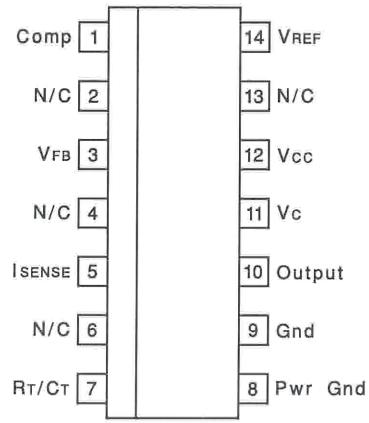 Comp 1 14 VREF
N/C 2 13 N/C
VFB 3 12 Vcc
N/C 4 11 Vc
ISENSE 5 10 Output
N/C 6 9 Gnd
RT/CT 7 8 Pwr Gnd